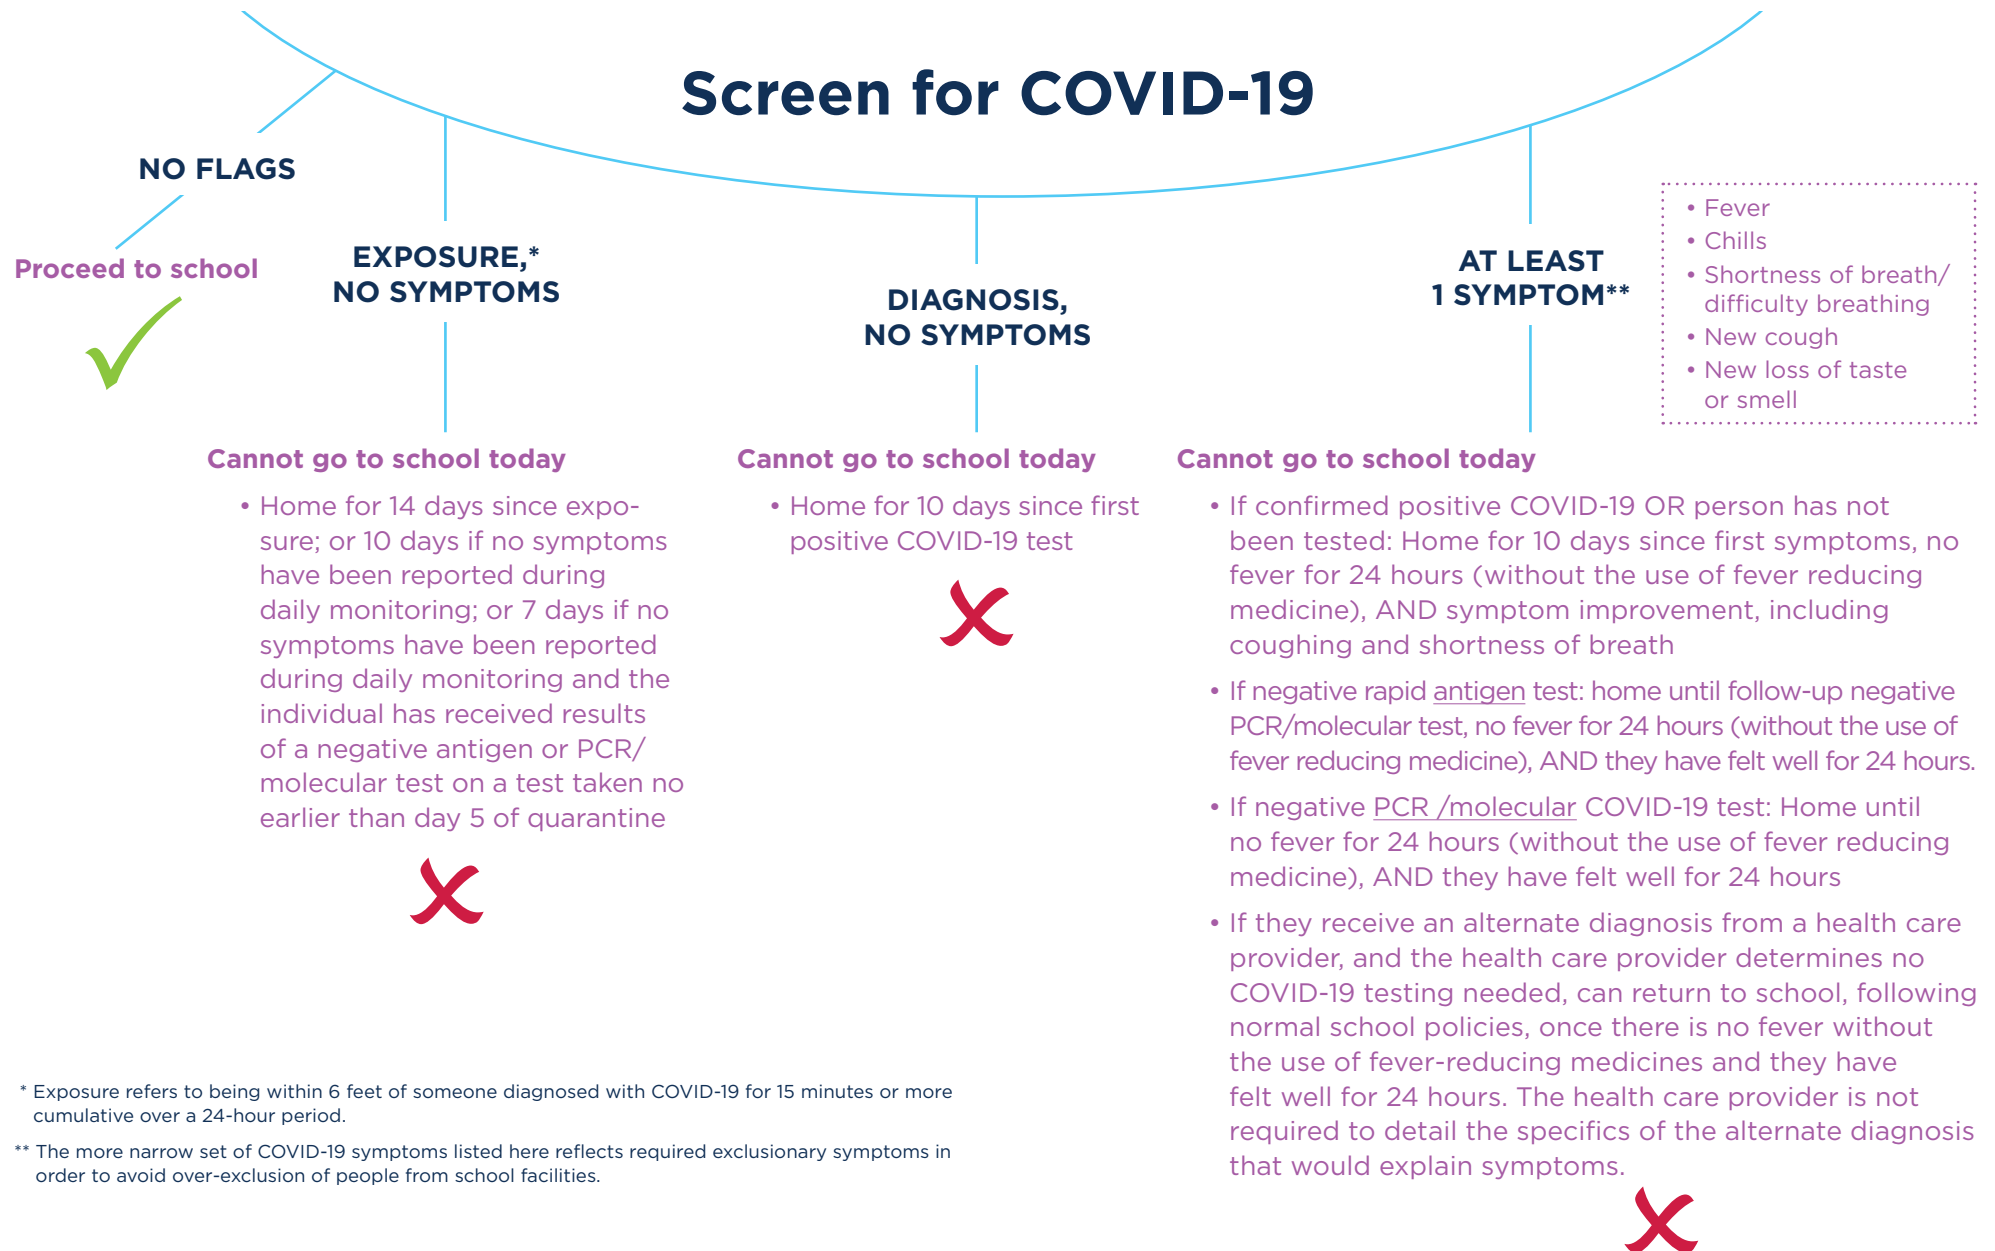 Screen for COVID-19
NO FLAGS
Proceed to school
EXPOSURE,*
NO SYMPTOMS
Cannot go to school today
• Home for 14 days since expo-
sure; or 10 days if no symptoms
have been reported during
daily monitoring; or 7 days if no
symptoms have been reported
during daily monitoring and the
individual has received results
of a negative antigen or PCR/
molecular test on a test taken no
earlier than day 5 of quarantine
DIAGNOSIS,
NO SYMPTOMS
Cannot go to school today
• Home for 10 days since first
positive COVID-19 test
AT LEAST
1 SYMPTOM**
• Fever
• Chills
• Shortness of breath/
difficulty breathing
• New cough
• New loss of taste
or smell
Cannot go to school today
• If confirmed positive COVID-19 OR person has not
been tested: Home for 10 days since first symptoms, no
fever for 24 hours (without the use of fever reducing
medicine), AND symptom improvement, including
coughing and shortness of breath
• If negative rapid antigen test: home until follow-up negative
PCR/molecular test, no fever for 24 hours (without the use of
fever reducing medicine), AND they have felt well for 24 hours.
• If negative PCR /molecular COVID-19 test: Home until
no fever for 24 hours (without the use of fever reducing
medicine), AND they have felt well for 24 hours
• If they receive an alternate diagnosis from a health care
provider, and the health care provider determines no
COVID-19 testing needed, can return to school, following
normal school policies, once there is no fever without
the use of fever-reducing medicines and they have
felt well for 24 hours. The health care provider is not
required to detail the specifics of the alternate diagnosis
that would explain symptoms.
* Exposure refers to being within 6 feet of someone diagnosed with COVID-19 for 15 minutes or more
cumulative over a 24-hour period.
** The more narrow set of COVID-19 symptoms listed here reflects required exclusionary symptoms in
order to avoid over-exclusion of people from school facilities.